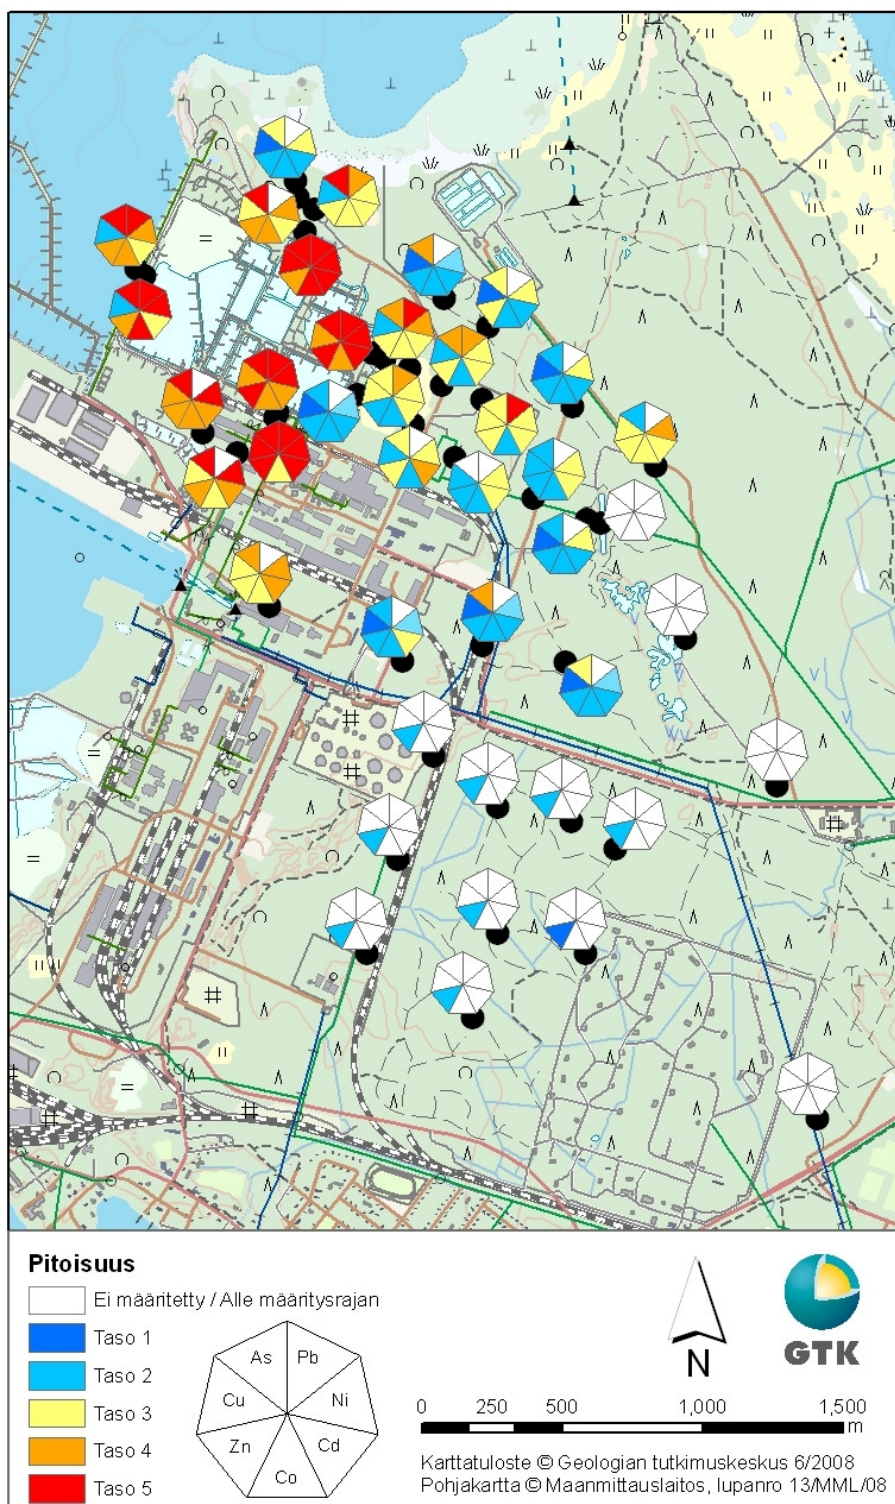 Pitoisuus
Ei määritetty / Alle määritysrajan
Taso 1
Taso 2
Taso 3
Taso 4
Taso 5
As Pb
Cu Ni
Zn Cd
Co
N
GTK
0 250 500 1,000 1,500
m
Karttatuloste © Geologian tutkimuskeskus 6/2008
Pohjakartta © Maanmittauslaitos, lupanro 13/MML/08